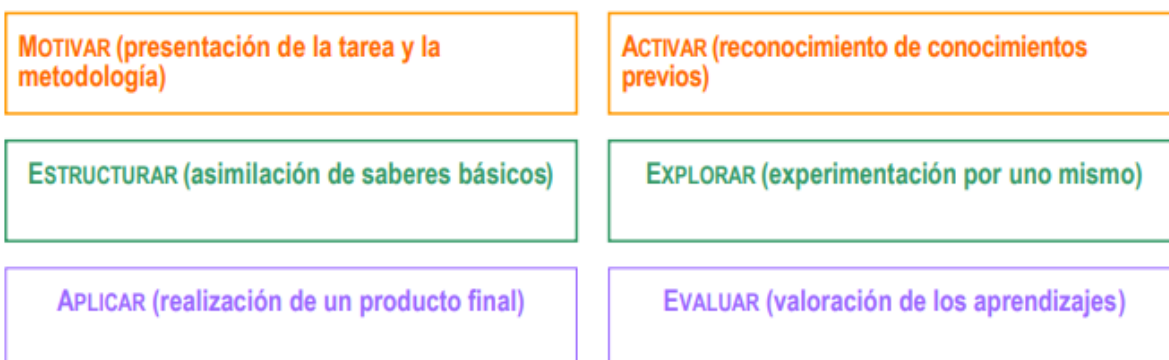 MOTIVAR (presentación de la tarea y la
metodología)
ACTIVAR (reconocimiento de conocimientos
previos)
ESTRUCTURAR (asimilación de saberes básicos)
EXPLORAR (experimentación por uno mismo)
APLICAR (realización de un producto final)
EVALUAR (valoración de los aprendizajes)